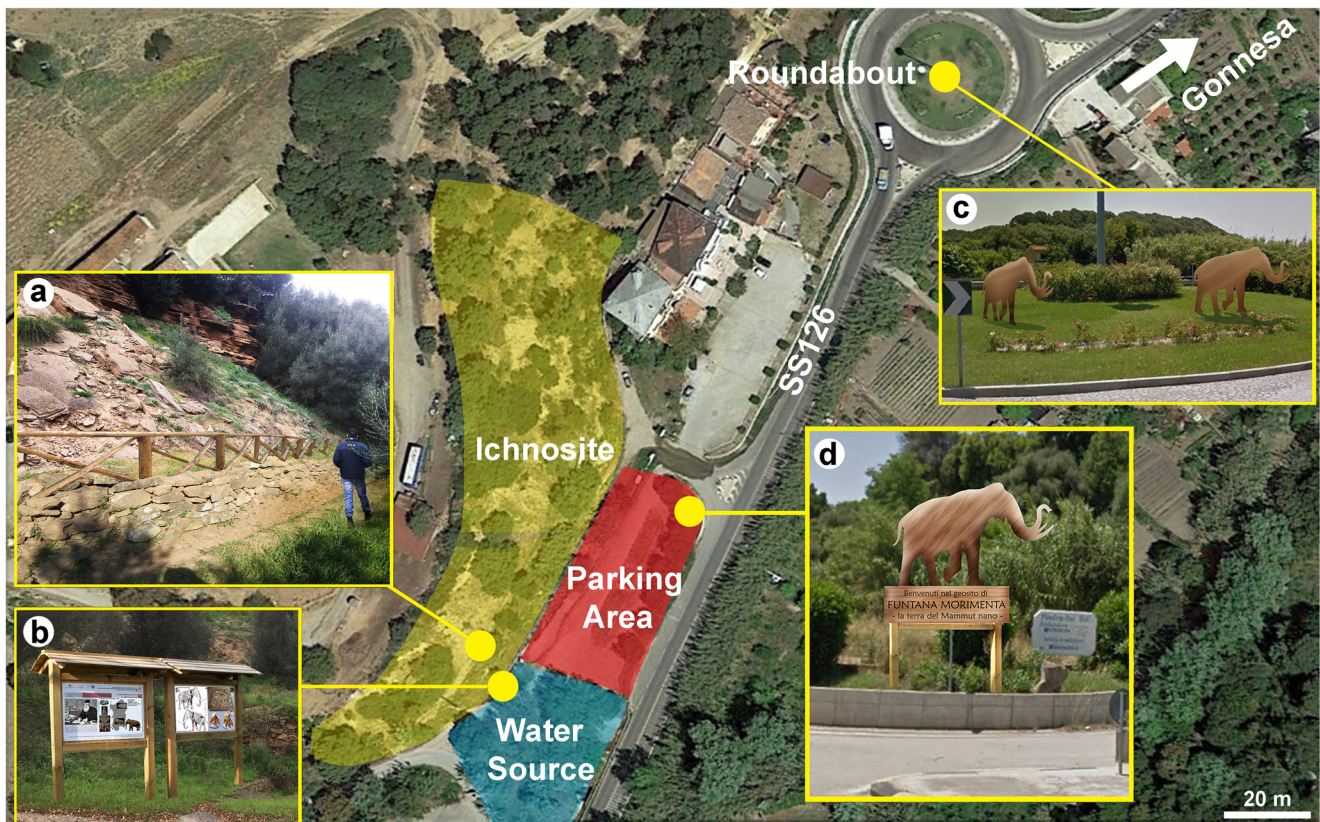 Roundabout
Gonnesa
c
a
SS126
Ichnosite
d
Parking
Area
Benvenuti nel geosito di
FUNTANA MORIMENTA
- la terra del Mammut nano -
b
Water
Source
20 m